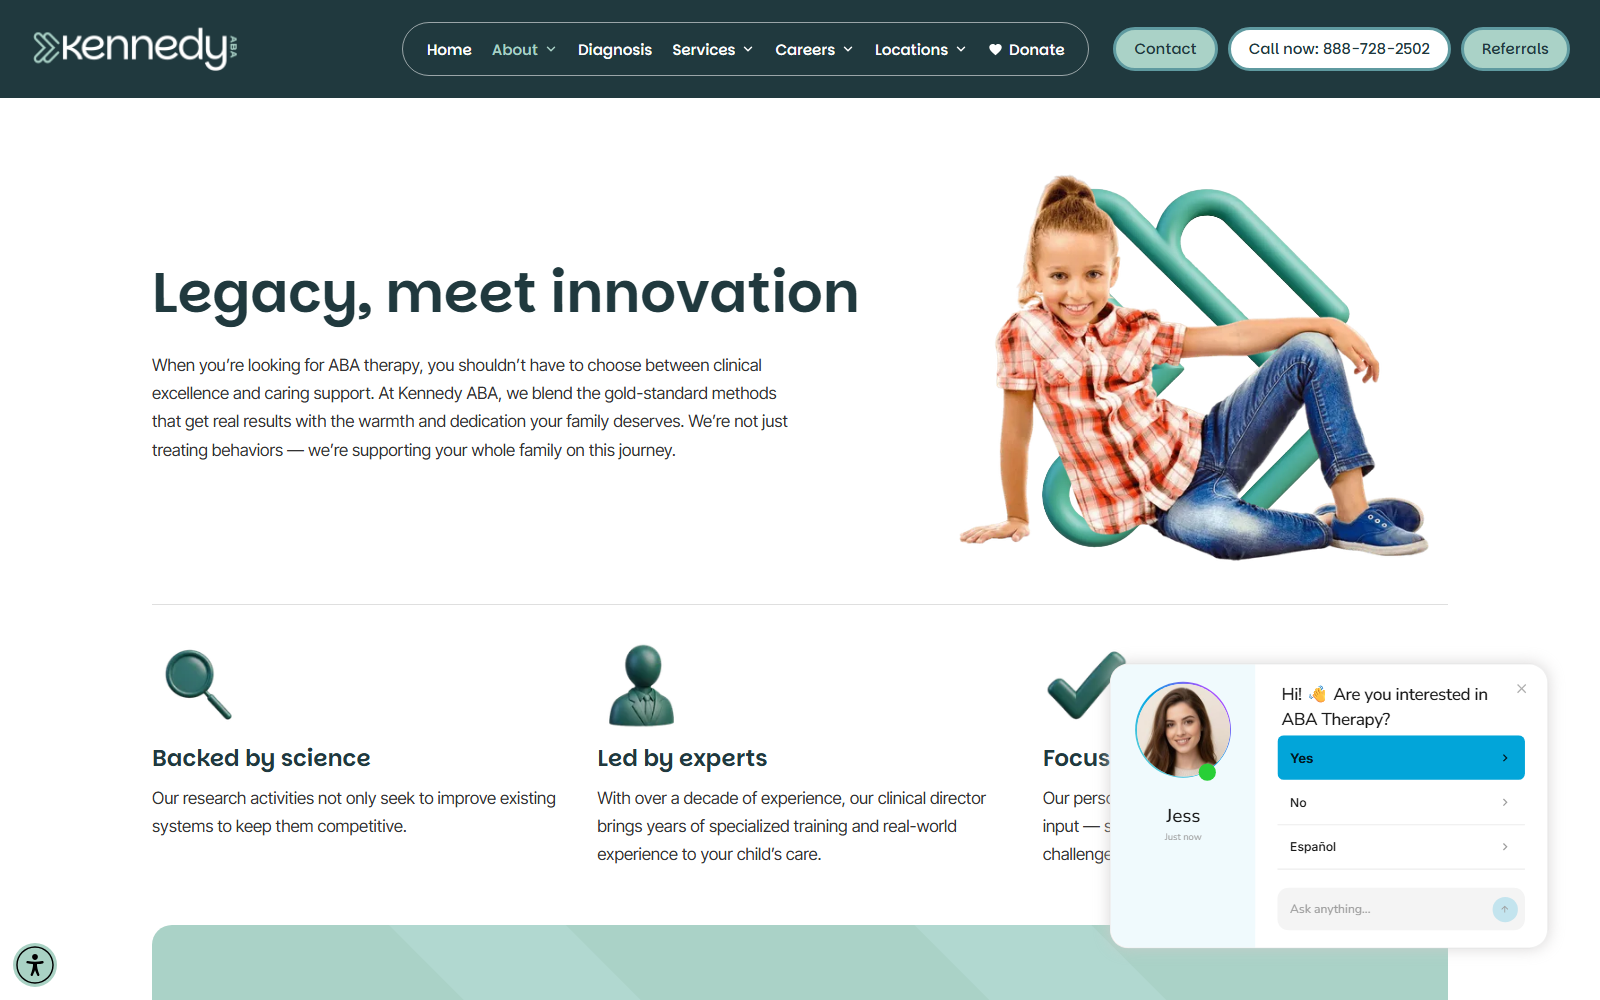 kennedy ABA
Home About Diagnosis Services Careers Locations Donate
Contact Call now: 888-728-2502 Referrals
Legacy, meet innovation
When you're looking for ABA therapy, you shouldn't have to choose between clinical
excellence and caring support. At Kennedy ABA, we blend the gold-standard methods
that get real results with the warmth and dedication your family deserves. We're not just
treating behaviors — we're supporting your whole family on this journey.
Backed by science
Our research activities not only seek to improve existing
systems to keep them competitive.
Led by experts
With over a decade of experience, our clinical director
brings years of specialized training and real-world
experience to your child's care.
Focus
Our
input —
challenge
Jess
Just now
Hi! 👋 Are you interested in
ABA Therapy?
Yes
No
Español
Ask anything...